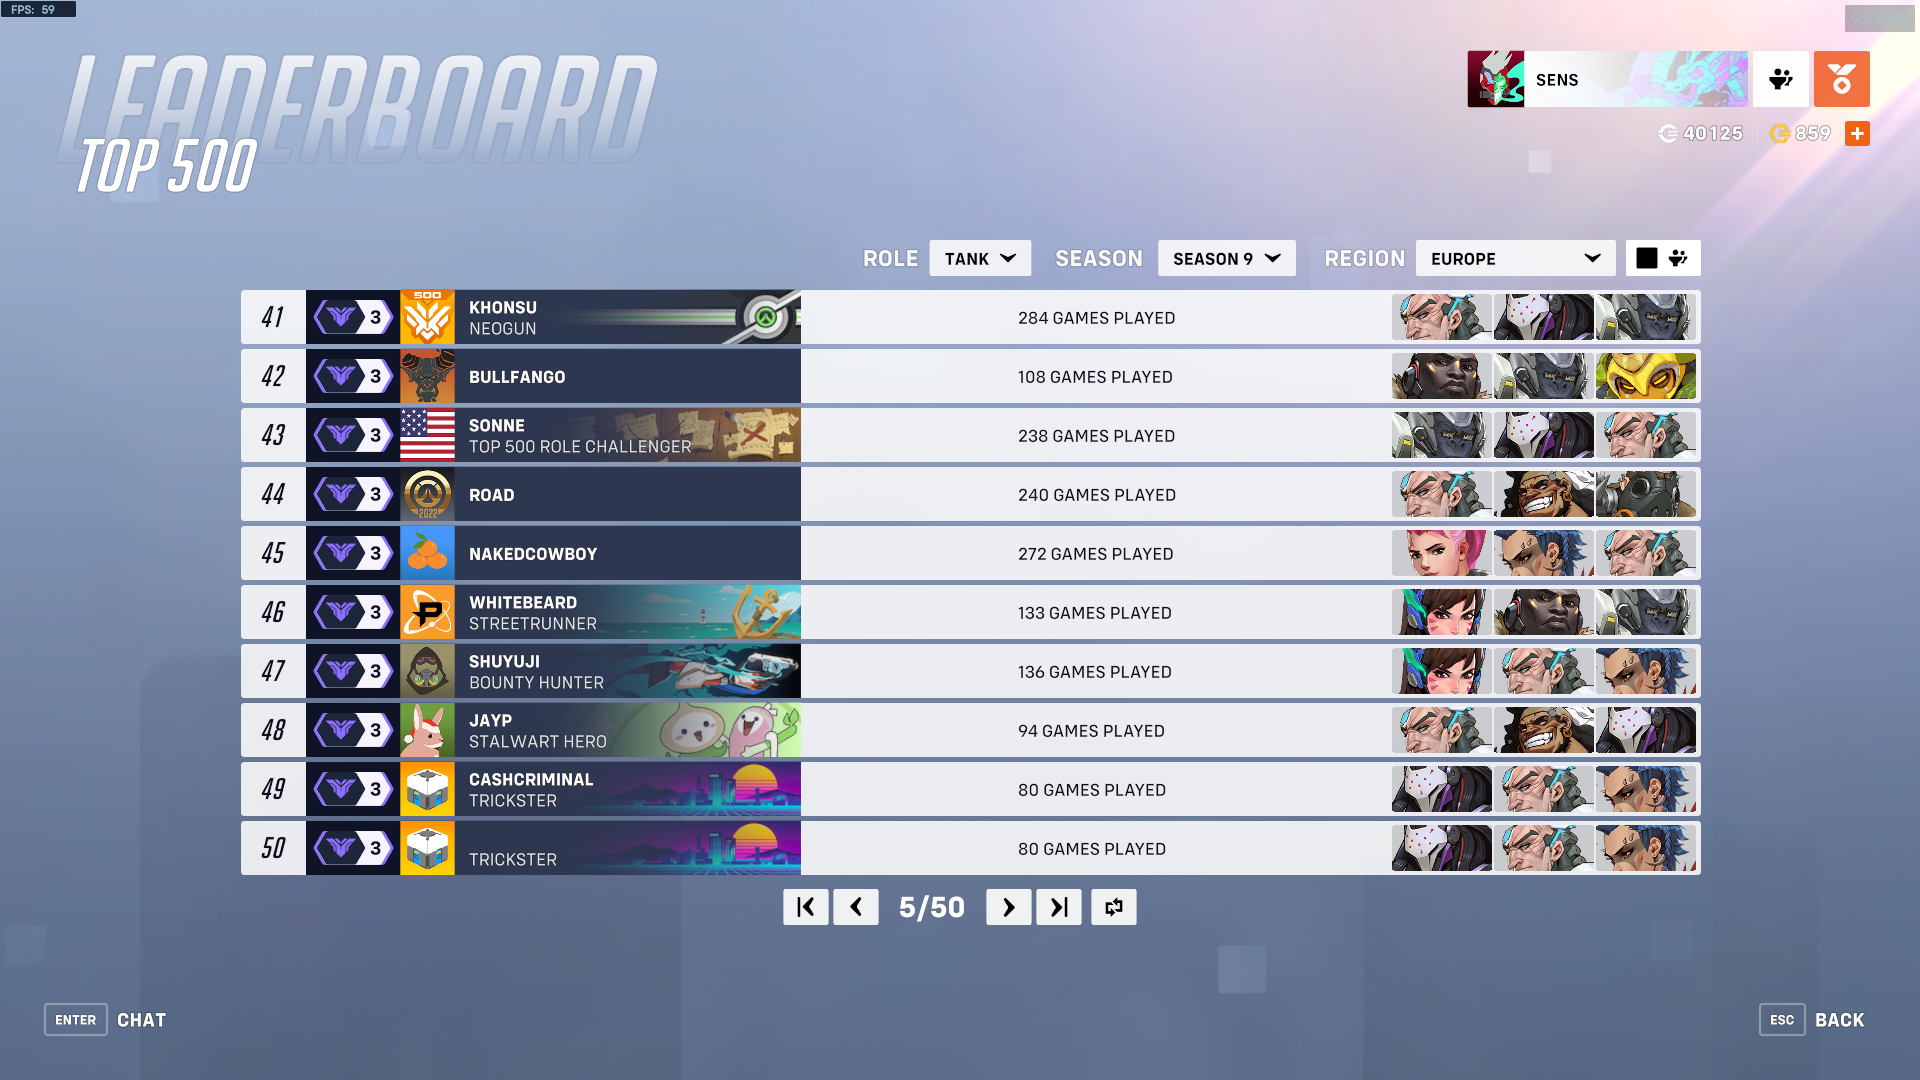 FPS: 59
LEADERBOARD
TOP 500
SENS
40125
859
ROLE TANK SEASON SEASON 9 REGION EUROPE
41 3 500 KHONSU 284 GAMES PLAYED
NEOGUN
42 3 BULLFANGO 108 GAMES PLAYED
43 3 SONNE 238 GAMES PLAYED
TOP 500 ROLE CHALLENGER
44 3 2022 ROAD 240 GAMES PLAYED
45 3 NAKEDCOWBOY 272 GAMES PLAYED
46 3 P WHITEBEARD 133 GAMES PLAYED
STREETRUNNER
47 3 SHUYUJI 136 GAMES PLAYED
BOUNTY HUNTER
48 3 JAYP 94 GAMES PLAYED
STALWART HERO
49 3 CASHCRIMINAL 80 GAMES PLAYED
TRICKSTER
50 3 80 GAMES PLAYED
TRICKSTER
5/50
ENTER CHAT
ESC BACK